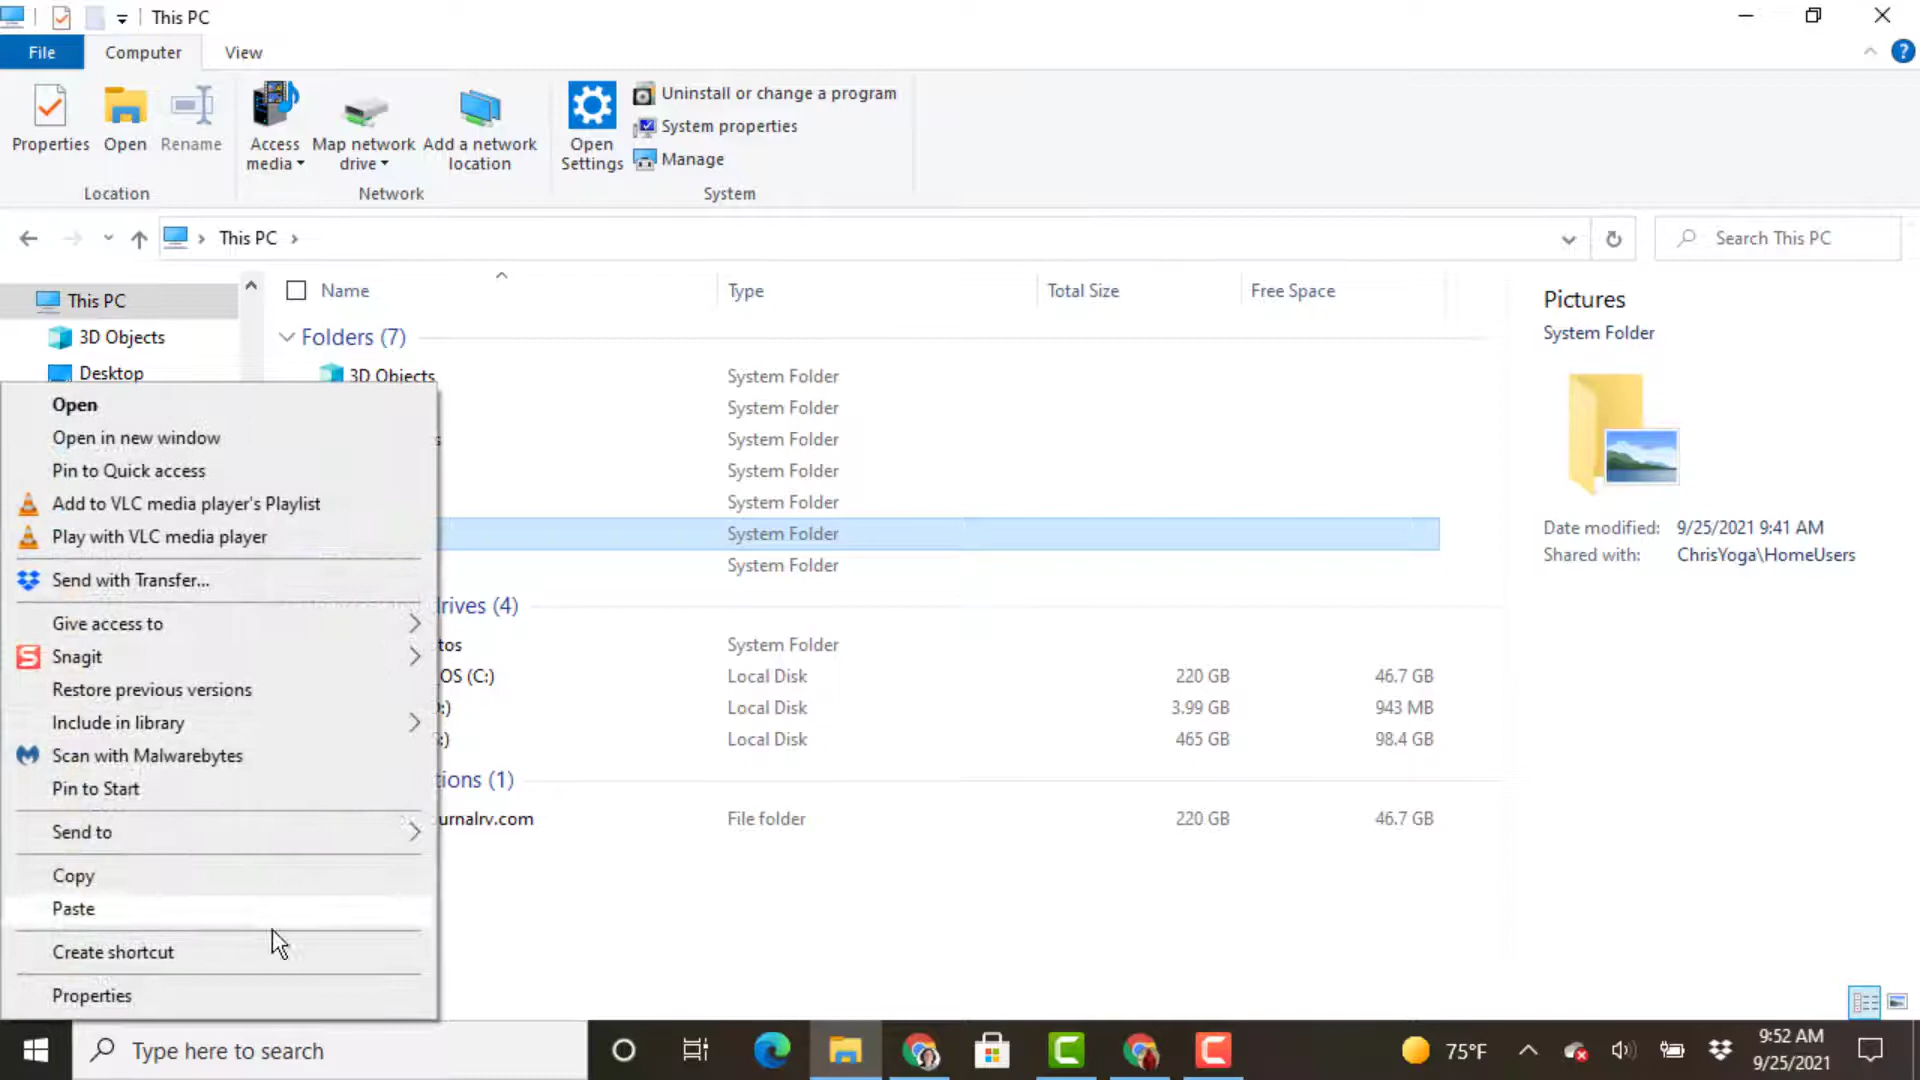 This PC
File
Computer
View
Properties
Open
Rename
Access
media
Map network
drive
Add a network
location
Open
Settings
Uninstall or change a program
System properties
Manage
Location
Network
System
This PC
Search This PC
This PC
3D Objects
Desktop
Name
Type
Total Size
Free Space
Folders (7)
3D Objects System Folder
System Folder
s System Folder
System Folder
System Folder
System Folder
System Folder
rives (4)
tos System Folder
OS (C:) Local Disk 220 GB 46.7 GB
:) Local Disk 3.99 GB 943 MB
:) Local Disk 465 GB 98.4 GB
tions (1)
urnalrv.com File folder 220 GB 46.7 GB
Pictures
System Folder
Date modified: 9/25/2021 9:41 AM
Shared with: ChrisYoga\HomeUsers
Open
Open in new window
Pin to Quick access
Add to VLC media player's Playlist
Play with VLC media player
Send with Transfer...
Give access to
Snagit
Restore previous versions
Include in library
Scan with Malwarebytes
Pin to Start
Send to
Copy
Paste
Create shortcut
Properties
Type here to search
75°F
9:52 AM
9/25/2021